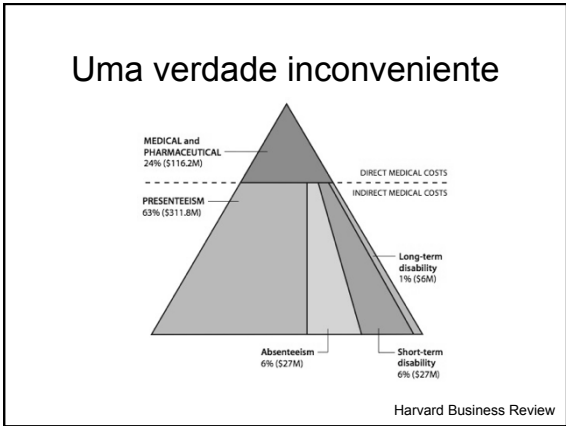 Uma verdade inconveniente
MEDICAL and
PHARMACEUTICAL
24% ($116.2M)
DIRECT MEDICAL COSTS
INDIRECT MEDICAL COSTS
PRESENTEEISM
63% ($311.8M)
Long-term
disability
1% ($6M)
Absenteeism
6% ($27M)
Short-term
disability
6% ($27M)
Harvard Business Review